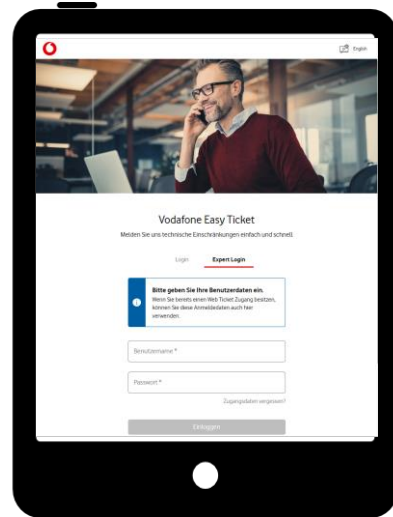 English
Vodafone Easy Ticket
Melden Sie uns technische Einschränkungen einfach und schnell
Login Expert Login
Bitte geben Sie Ihre Benutzerdaten ein.
Wenn Sie bereits einen Web Ticket Zugang besitzen,
können Sie diese Anmeldedaten auch hier
verwenden.
Benutzername *
Passwort *
Zugangsdaten vergessen?
Einloggen